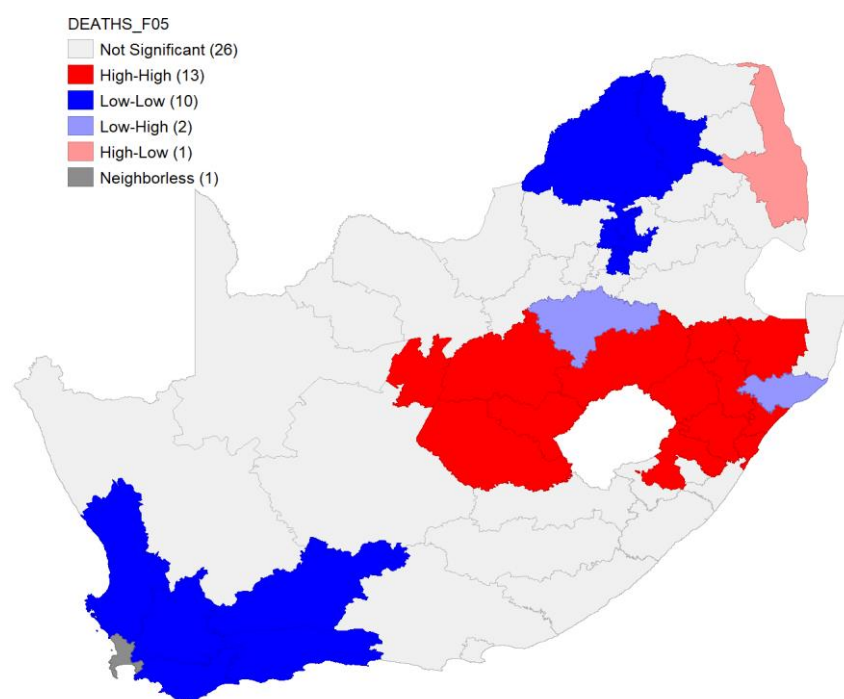 DEATHS_F05
Not Significant (26)
High-High (13)
Low-Low (10)
Low-High (2)
High-Low (1)
Neighborless (1)